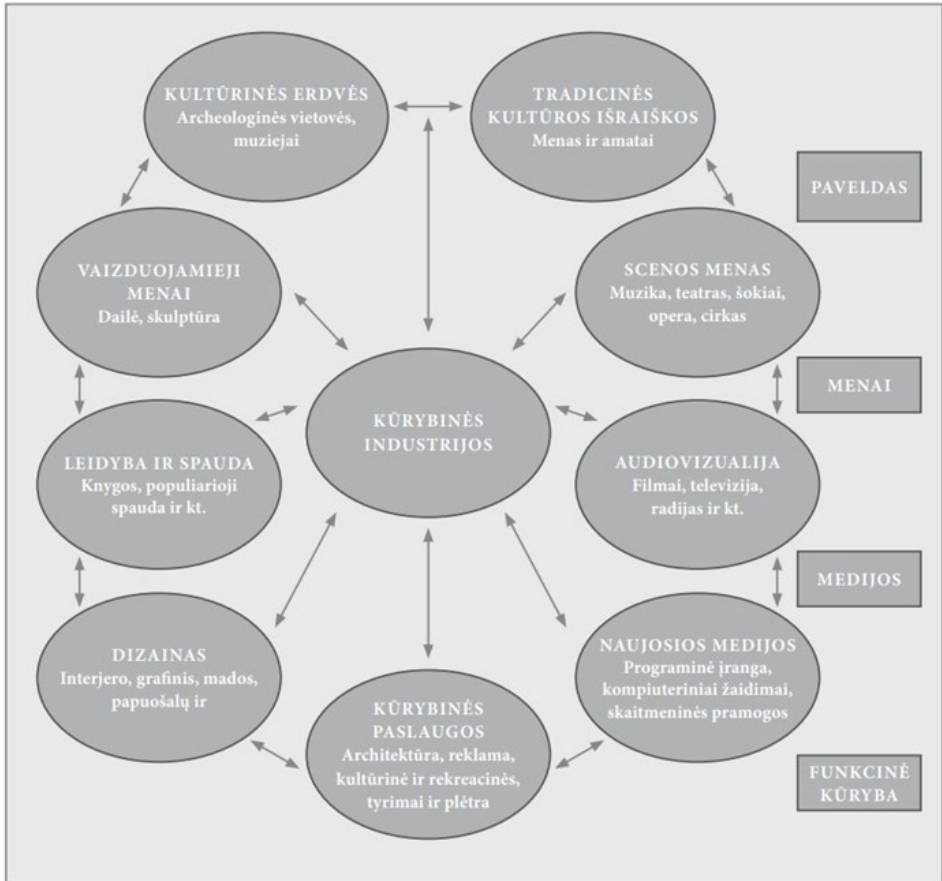 KULTŪRINĖS ERDVĖS
Archeologinės vietovės,
muziejai
TRADICINĖS
KULTŪROS IŠRAIŠKOS
Menas ir amatai
PAVELDAS
VAIZDUOJAMIEJI
MENAI
Dailė, skulptūra
SCENOS MENAS
Muzika, teatras, šokiai,
opera, cirkas
MENAI
KŪRYBINĖS
INDUSTRIJOS
LEIDYBA IR SPAUDA
Knygos, populiarioji
spauda ir kt.
AUDIOVIZUALIJA
Filmai, televizija,
radijas ir kt.
MEDIJOS
DIZAINAS
Interjero, grafinis, mados,
papuošalų ir
KŪRYBINĖS
PASLAUGOS
Architektūra, reklama,
kultūrinė ir rekreacinės,
tyrimai ir plėtra
NAUJOSIOS MEDIJOS
Programinė įranga,
kompiuteriniai žaidimai,
skaitmeninės pramogos
FUNKCINĖ
KŪRYBA